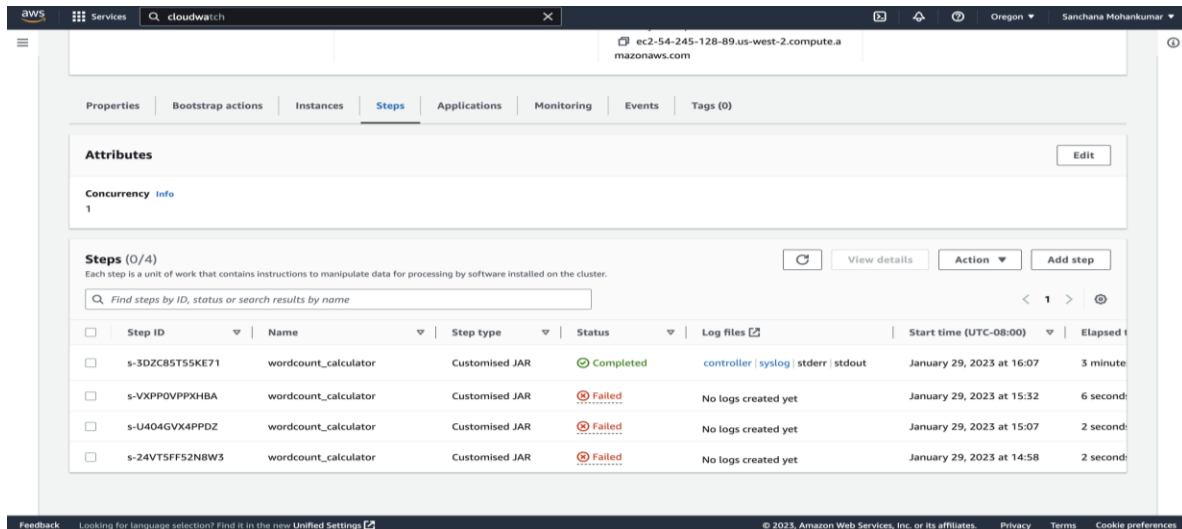 aws Services cloudwatch Oregon Sanchana Mohankumar
ec2-54-245-128-89.us-west-2.compute.a
mazonaws.com
Properties Bootstrap actions Instances Steps Applications Monitoring Events Tags (0)
Attributes Edit
Concurrency Info
1
Steps (0/4) View details Action Add step
Each step is a unit of work that contains instructions to manipulate data for processing by software installed on the cluster.
Find steps by ID, status or search results by name 1
Step ID Name Step type Status Log files Start time (UTC-08:00) Elapsed t
s-3DZC85T55KE71 wordcount_calculator Customised JAR Completed controller syslog stderr stdout January 29, 2023 at 16:07 3 minute
s-VXPP0VPPXHBA wordcount_calculator Customised JAR Failed No logs created yet January 29, 2023 at 15:32 6 second
s-U404GVX4PPDZ wordcount_calculator Customised JAR Failed No logs created yet January 29, 2023 at 15:07 2 second
s-24VT5FF52N8W3 wordcount_calculator Customised JAR Failed No logs created yet January 29, 2023 at 14:58 2 second
Feedback Looking for language selection? Find it in the new Unified Settings © 2023, Amazon Web Services, Inc. or its affiliates. Privacy Terms Cookie preferences